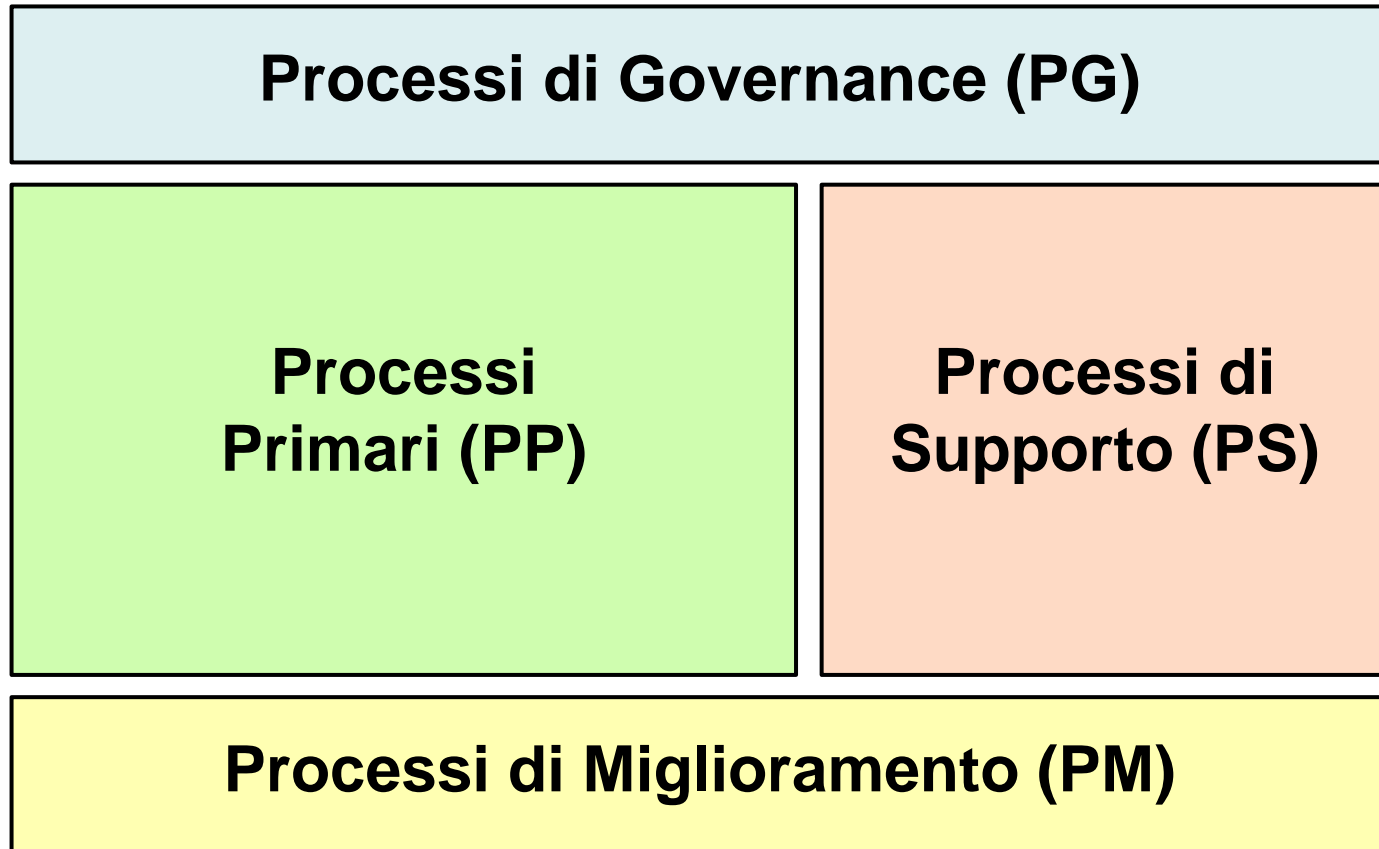 Processi di Governance (PG)
Processi
Primari (PP)
Processi di
Supporto (PS)
Processi di Miglioramento (PM)